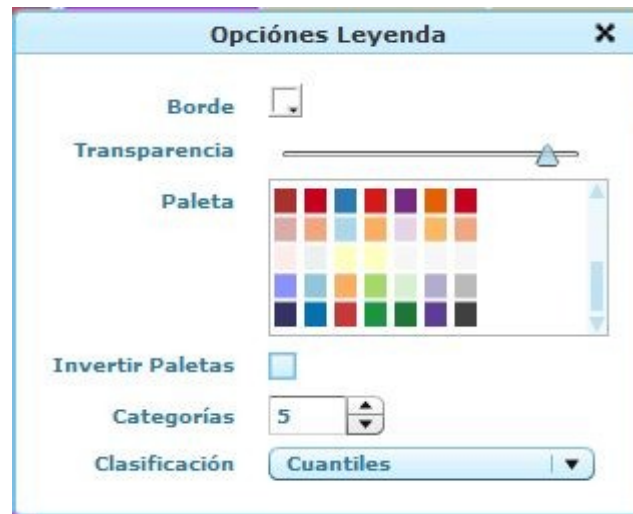 Opciónes Leyenda
Borde
Transparencia
Paleta
Invertir Paletas
Categorías 5
Clasificación Cuantiles